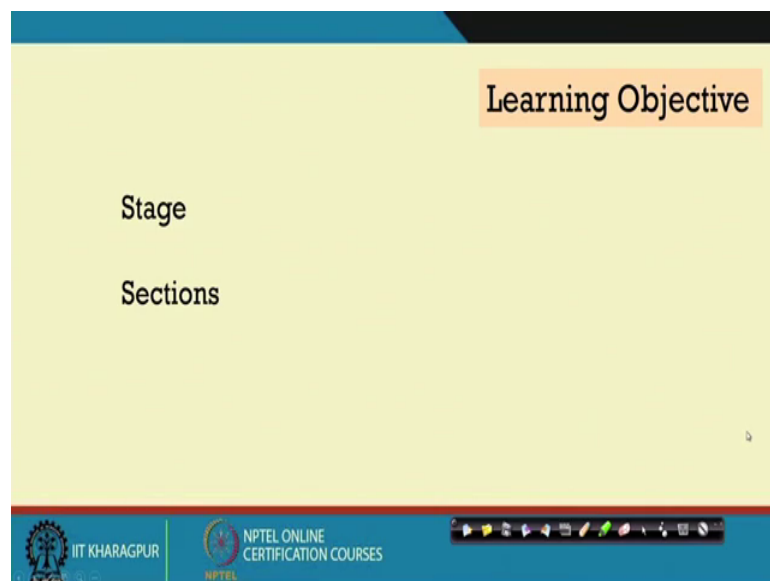 Learning Objective
Stage
Sections
IIT KHARAGPUR
NPTEL
NPTEL ONLINE
CERTIFICATION COURSES